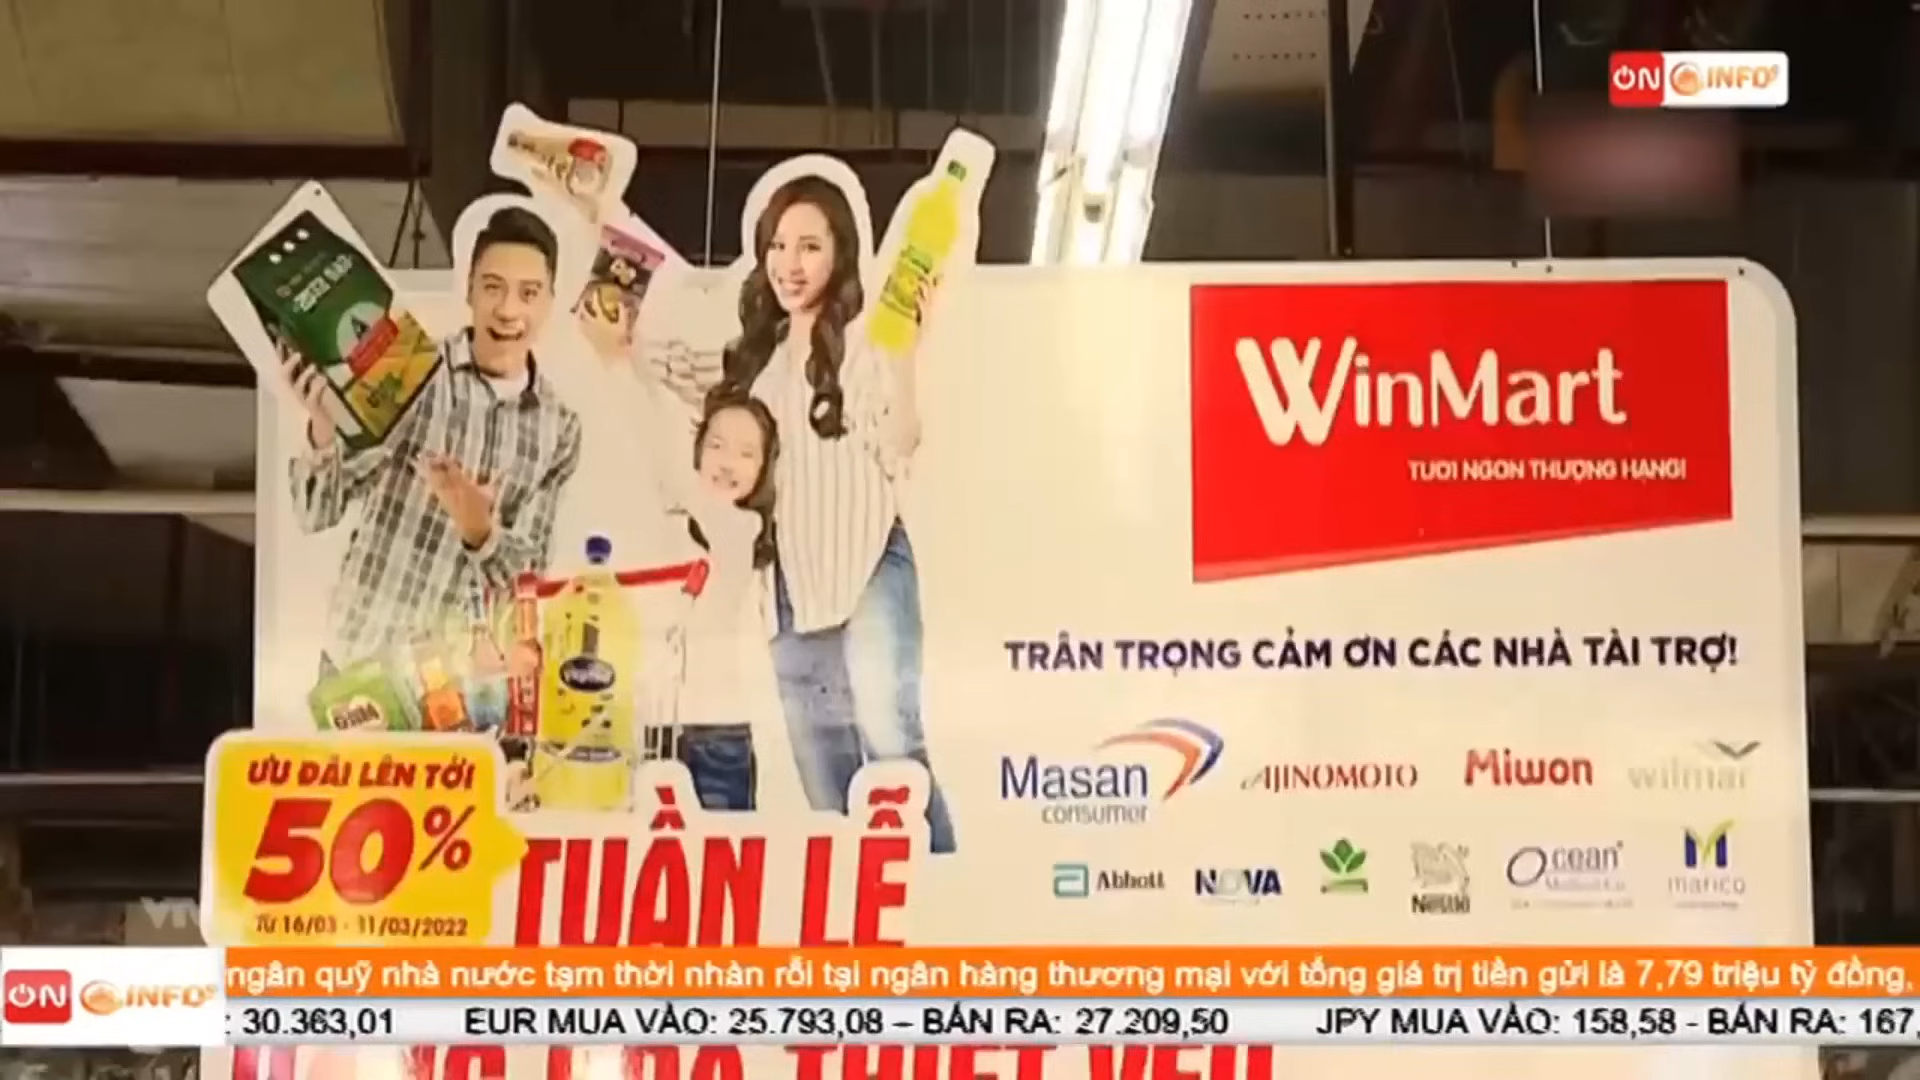 ON INFO
WinMart
TƯƠI NGON THƯỢNG HẠNG!
TRÂN TRỌNG CẢM ƠN CÁC NHÀ TÀI TRỢ!
Masan
consumer
AJINOMOTO
Miwon
wilmar
Abbott
NOVA
Nestlé
Ocean
marico
ƯU ĐÃI LÊN TỚI
50%
TUẦN LỄ
VTV
ON INFO
ngân quỹ nhà nước tạm thời nhàn rỗi tại ngân hàng thương mại với tổng giá trị tiền gửi là 7,79 triệu tỷ đồng,
: 30.363,01 EUR MUA VÀO: 25.793,08 – BÁN RA: 27.209,50 JPY MUA VÀO: 158,58 - BÁN RA: 167,